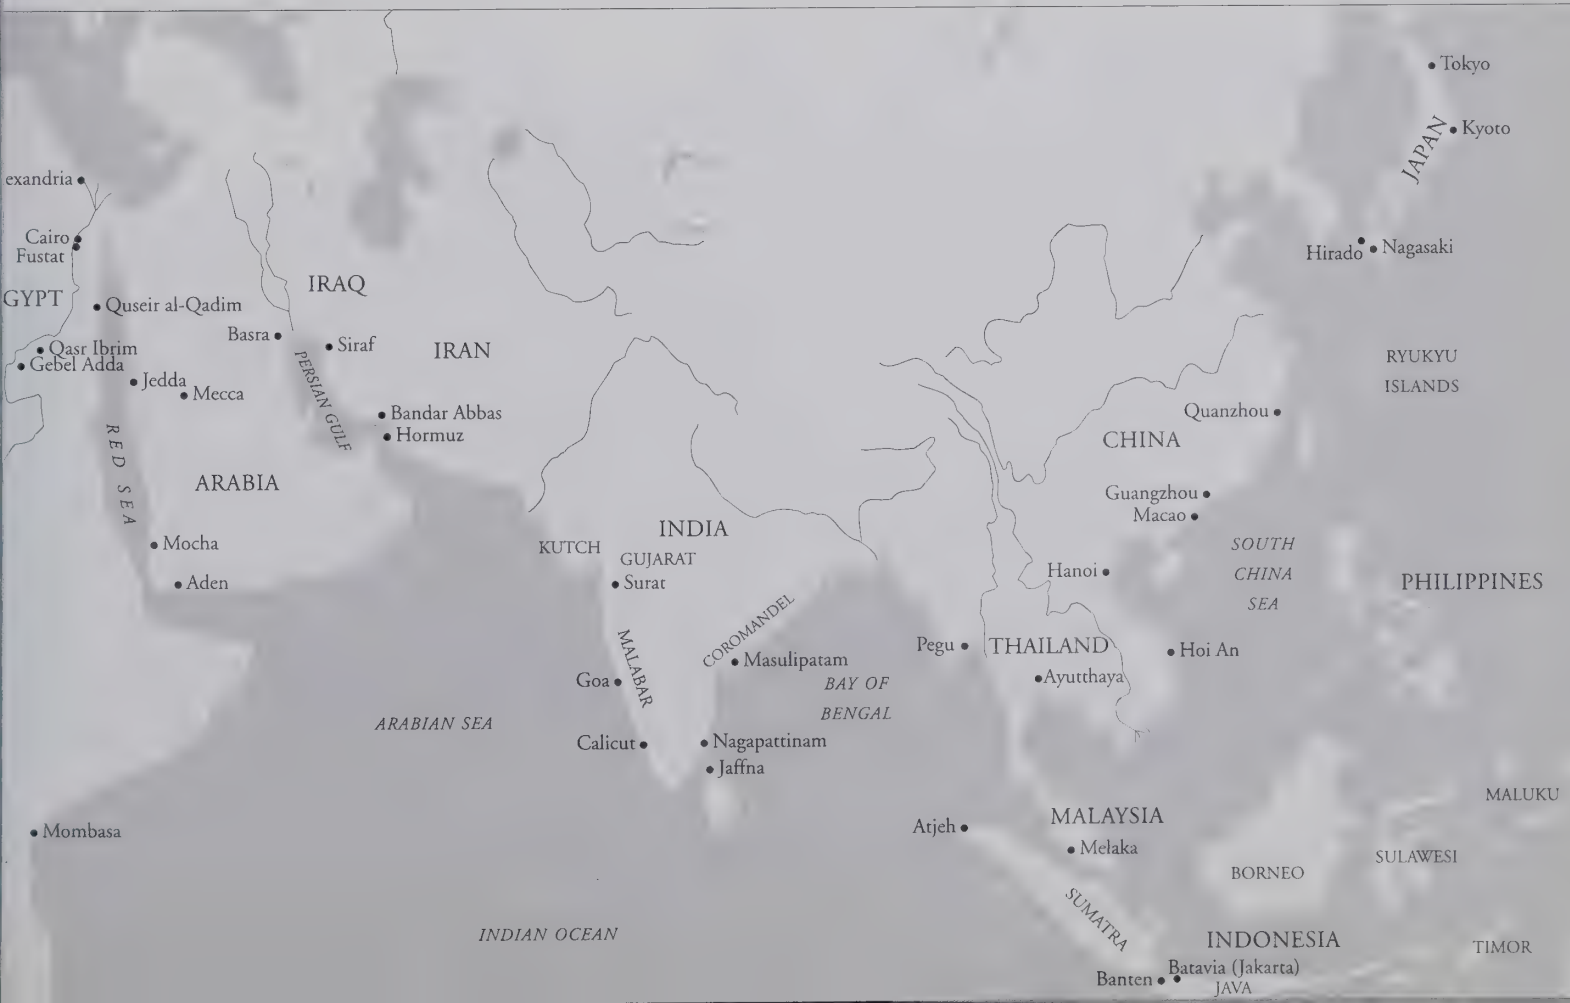 Tokyo
Kyoto
JAPAN
exandria
Cairo
Fustat
Hirado
Nagasaki
GYPT
Quseir al-Qadim
IRAQ
Basra
Siraf
IRAN
Qasr Ibrim
Gebel Adda
Jedda
Mecca
PERSIAN GULF
Bandar Abbas
Hormuz
RYUKYU
ISLANDS
Quanzhou
CHINA
RED SEA
ARABIA
Guangzhou
Macao
INDIA
KUTCH
GUJARAT
Surat
Mocha
Aden
SOUTH
CHINA
SEA
Hanoi
PHILIPPINES
COROMANDEL
MALABAR
Masulipatam
Goa
BAY OF
BENGAL
Pegu
THAILAND
Hoi An
Ayutthaya
ARABIAN SEA
Calicut
Nagapattinam
Jaffna
MALUKU
Mombasa
Atjeh
MALAYSIA
Melaka
SULAWESI
BORNEO
SUMATRA
INDIAN OCEAN
INDONESIA
TIMOR
Batavia (Jakarta)
Banten
JAVA